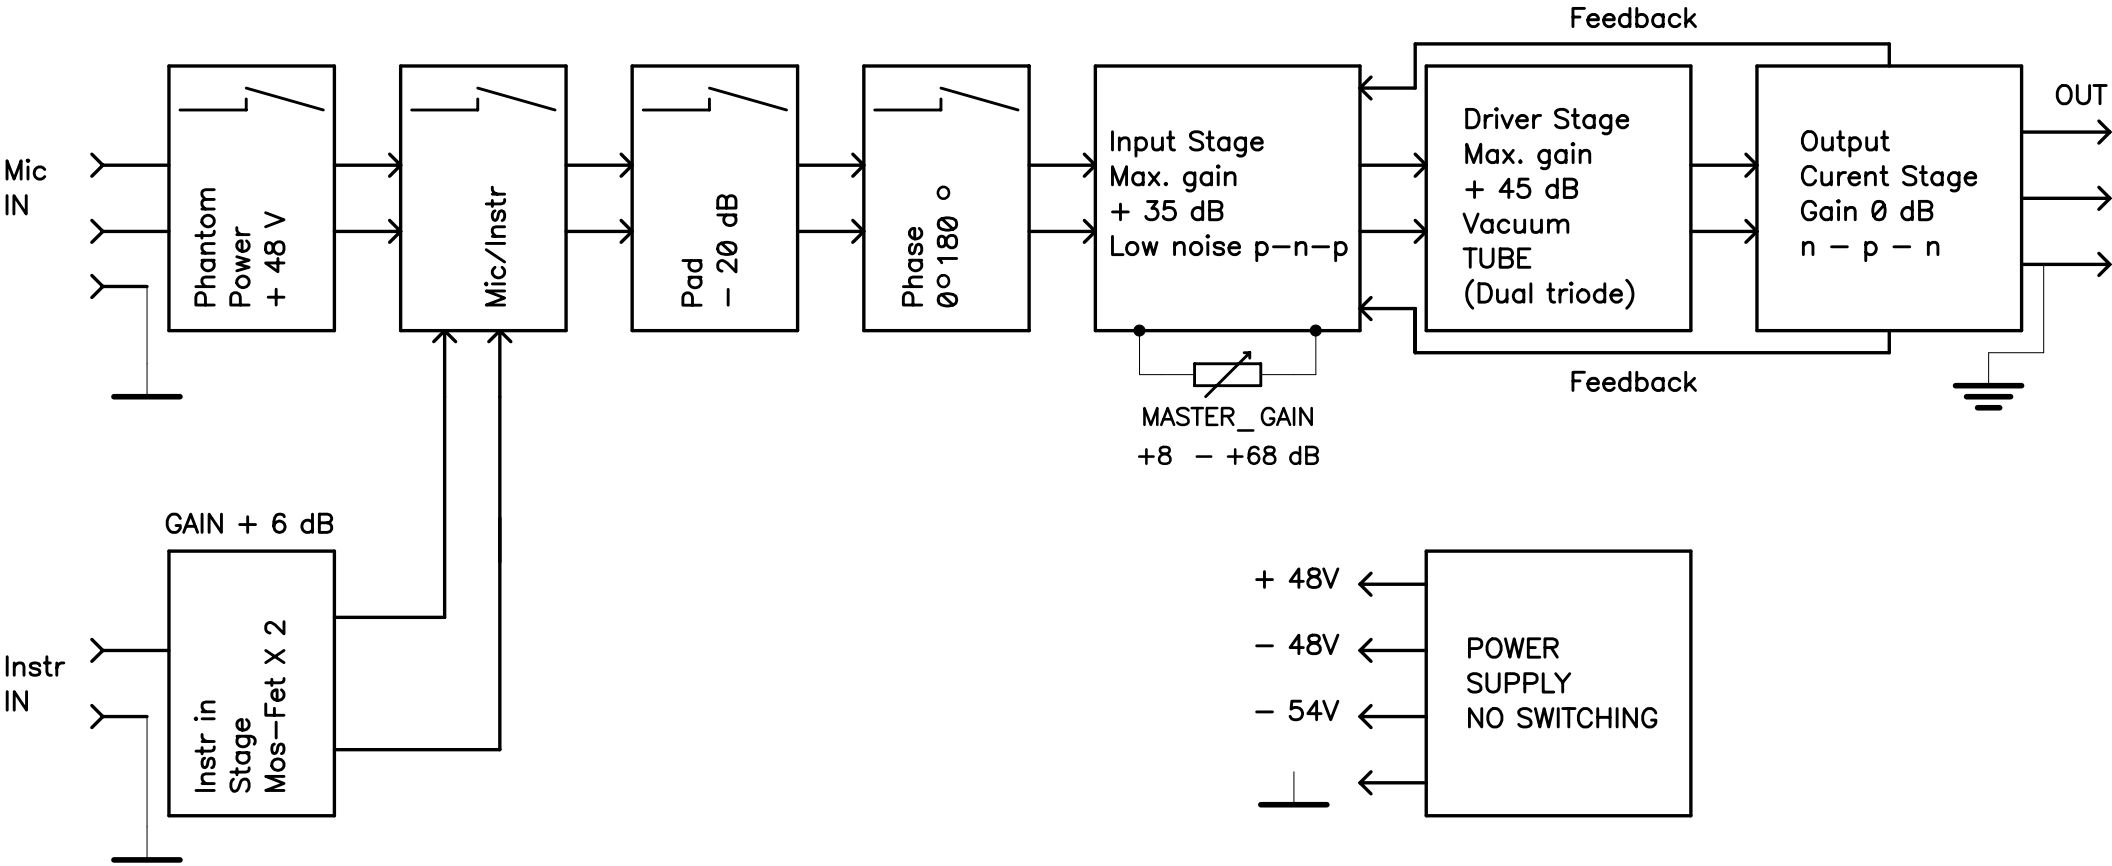 Feedback
OUT
Mic
IN
Phantom
Power
+ 48 V
Mic/Instr
Pad
- 20 dB
Phase
0° 180 °
Input Stage
Max. gain
+ 35 dB
Low noise p-n-p
Driver Stage
Max. gain
+ 45 dB
Vacuum
TUBE
(Dual triode)
Output
Curent Stage
Gain 0 dB
n - p - n
Feedback
MASTER_GAIN
+8 - +68 dB
GAIN + 6 dB
Instr
IN
Instr in
Stage
Mos-Fet X 2
+ 48V
- 48V
- 54V
POWER
SUPPLY
NO SWITCHING